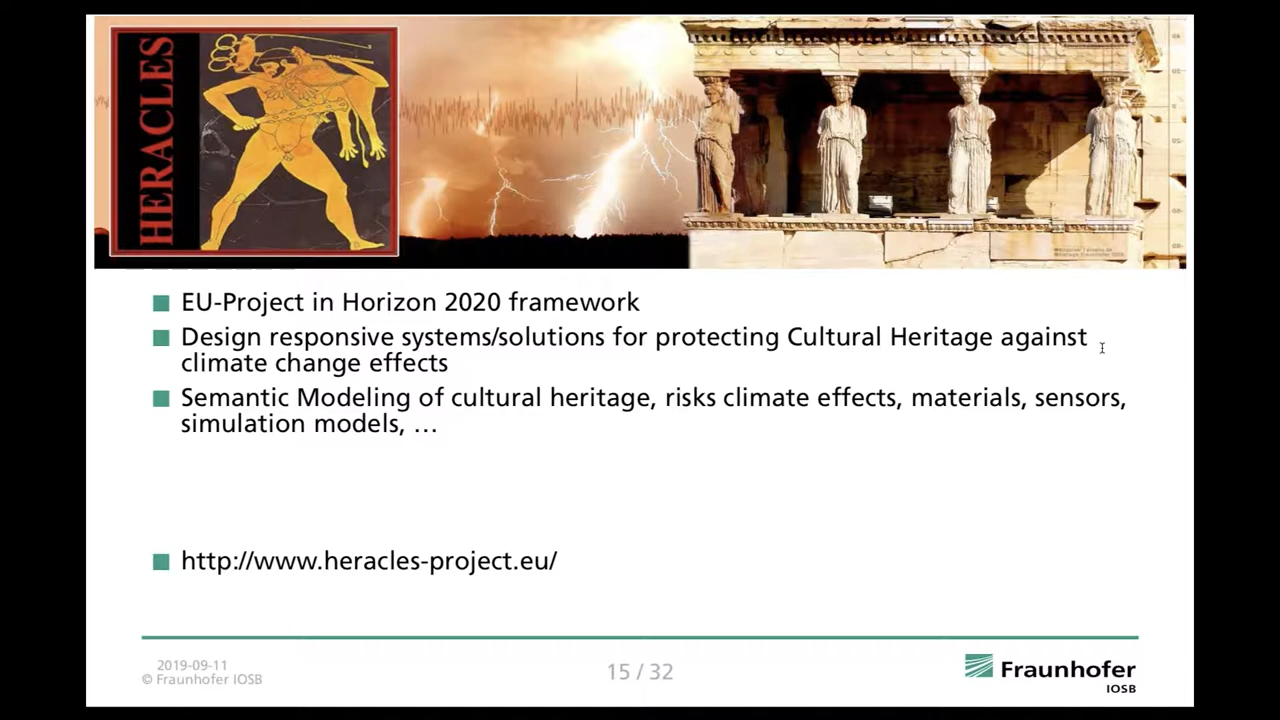 HERACLES
EU-Project in Horizon 2020 framework
Design responsive systems/solutions for protecting Cultural Heritage against
climate change effects
Semantic Modeling of cultural heritage, risks climate effects, materials, sensors,
simulation models, …
http://www.heracles-project.eu/
2019-09-11
© Fraunhofer IOSB
15 / 32
Fraunhofer
IOSB